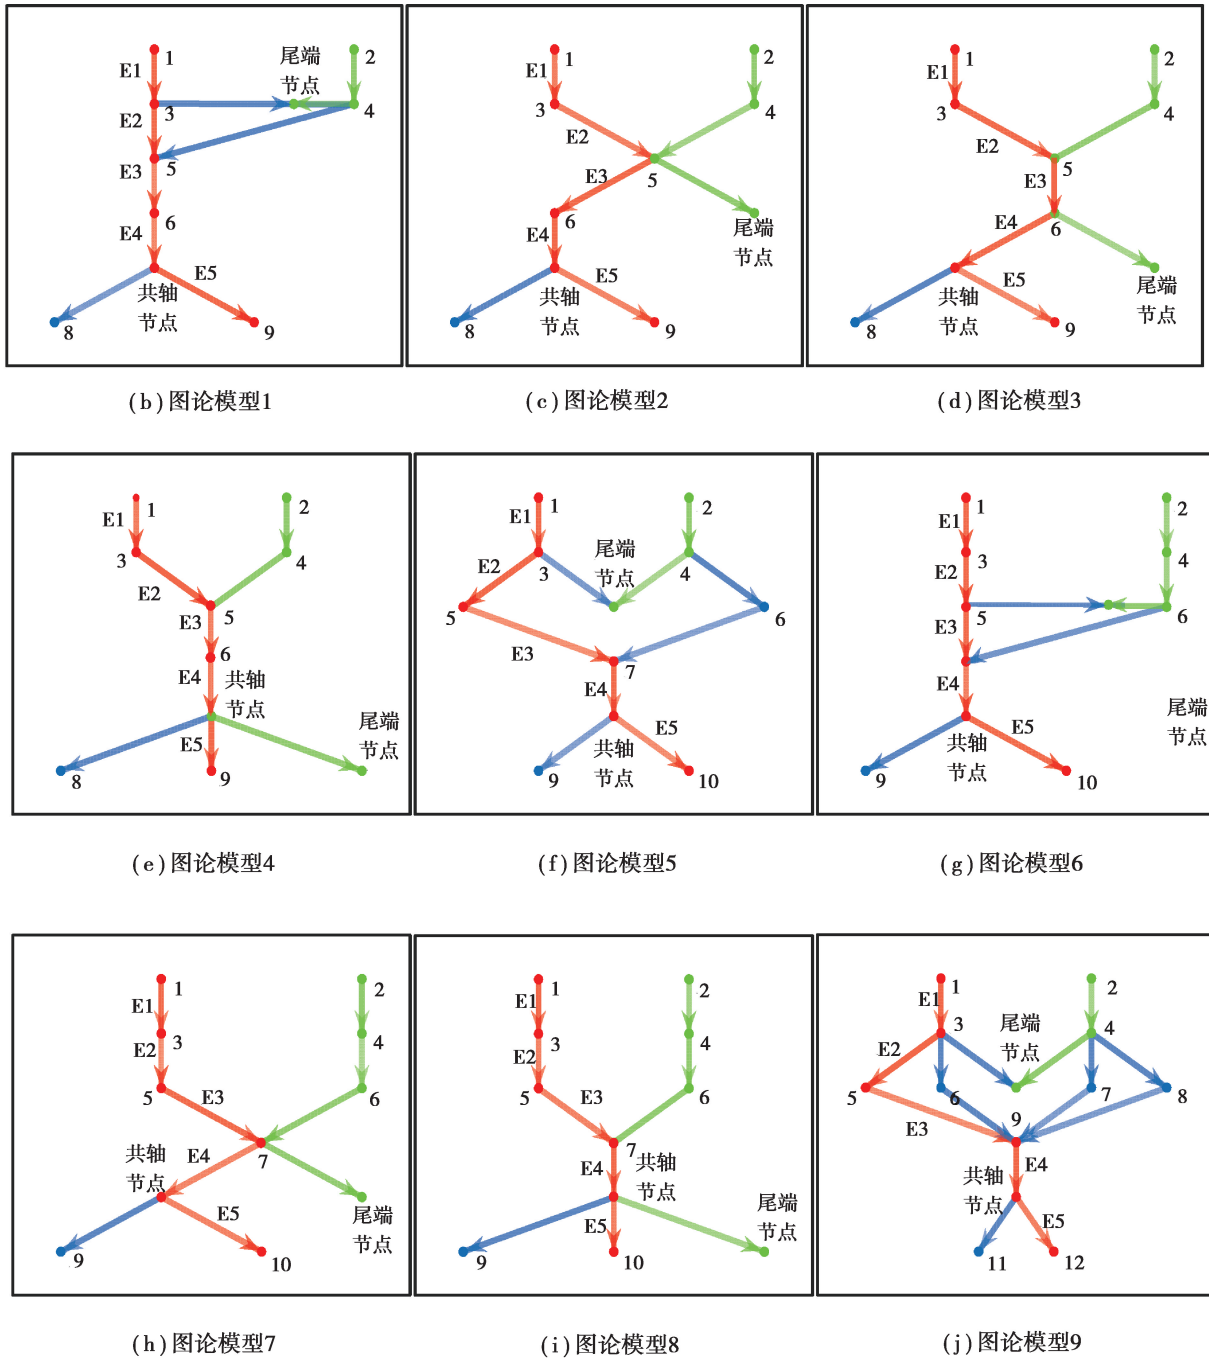 1
2
尾端
节点
E1
3
4
E2
5
E3
6
E4
E5
共轴
节点
8
9
(b)图论模型1
1
2
E1
3
4
E2
5
E3
6
尾端
节点
E4
E5
共轴
节点
8
9
(c)图论模型2
1
2
E1
3
4
E2
5
E3
6
E4
E5
尾端
节点
共轴
节点
8
9
(d)图论模型3
1
2
E1
3
4
E2
5
E3
6
E4
共轴
节点
尾端
节点
E5
8
9
(e)图论模型4
1
2
E1
尾端
节点
3
4
E2
5
6
E3
7
E4
E5
共轴
节点
9
10
(f)图论模型5
1
2
E1
3
4
E2
5
6
E3
E4
尾端
节点
E5
共轴
节点
9
10
(g)图论模型6
1
2
E1
3
4
E2
5
6
E3
7
E4
共轴
节点
E5
尾端
节点
9
10
(h)图论模型7
1
2
E1
3
4
E2
5
6
E3
7
E4
共轴
节点
E5
尾端
节点
9
10
(i)图论模型8
1
2
E1
3
4
尾端
节点
E2
5
6
7
8
E3
9
E4
共轴
节点
E5
11
12
(j)图论模型9